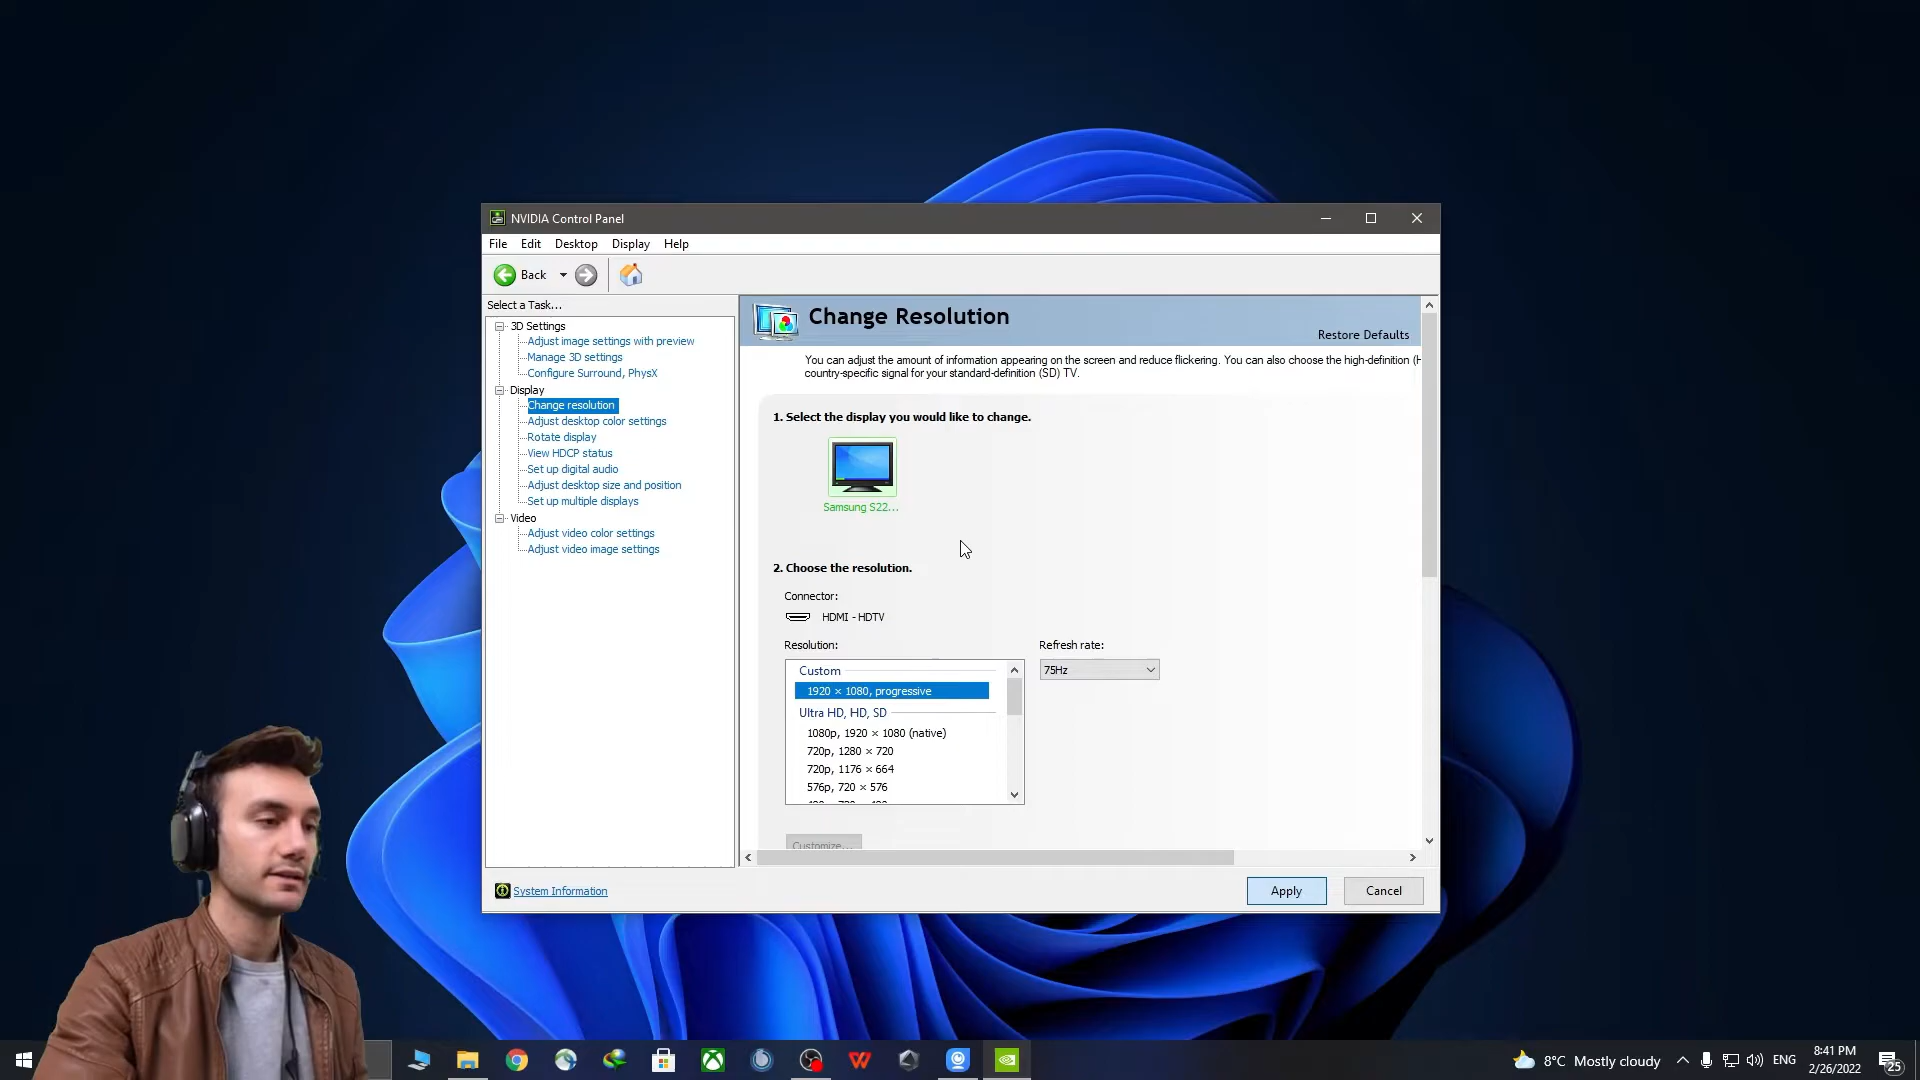 NVIDIA Control Panel
File Edit Desktop Display Help
Back
Select a Task...
3D Settings
Adjust image settings with preview
Manage 3D settings
Configure Surround, PhysX
Display
Change resolution
Adjust desktop color settings
Rotate display
View HDCP status
Set up digital audio
Adjust desktop size and position
Set up multiple displays
Video
Adjust video color settings
Adjust video image settings
System Information
Change Resolution
Restore Defaults
You can adjust the amount of information appearing on the screen and reduce flickering. You can also choose the high-definition (H
country-specific signal for your standard-definition (SD) TV.
1. Select the display you would like to change.
Samsung S22...
2. Choose the resolution.
Connector:
HDMI - HDTV
Resolution:
Custom
1920 × 1080, progressive
Ultra HD, HD, SD
1080p, 1920 × 1080 (native)
720p, 1280 × 720
720p, 1176 × 664
576p, 720 × 576
Refresh rate:
75Hz
Customize...
Apply
Cancel
8°C Mostly cloudy
ENG
8:41 PM
2/26/2022
25